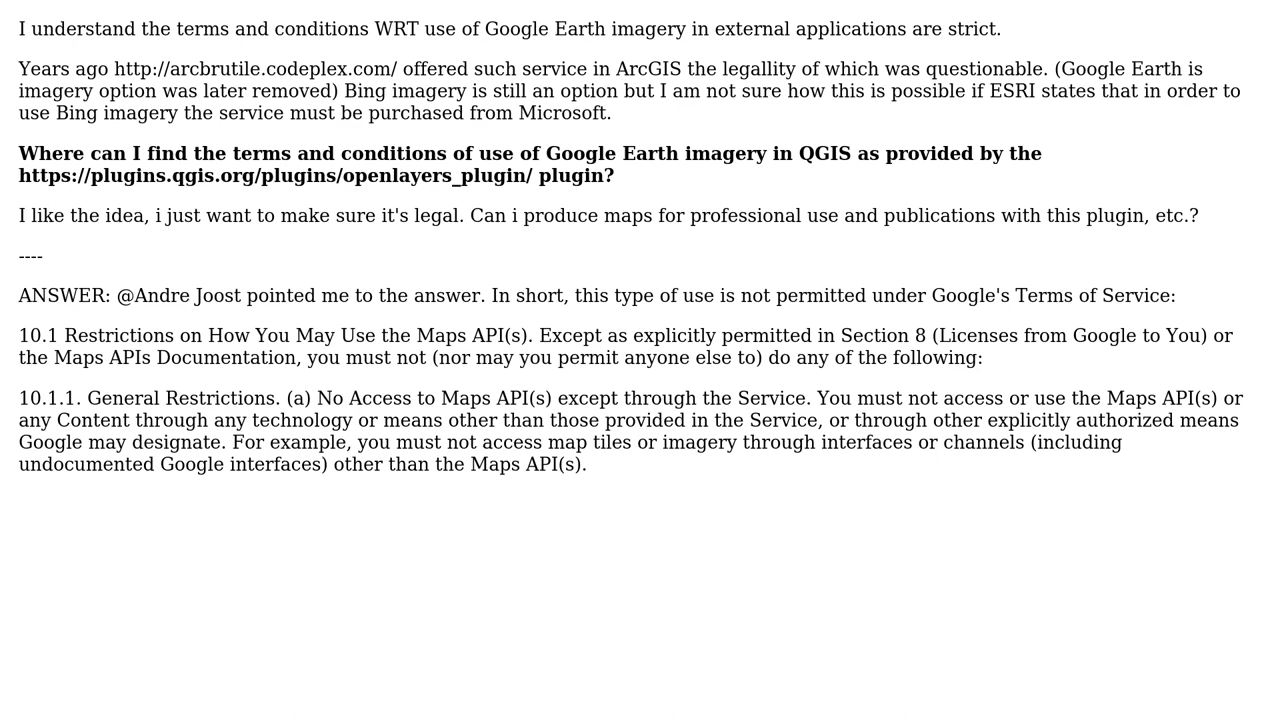 I understand the terms and conditions WRT use of Google Earth imagery in external applications are strict.
Years ago http://arcbrutile.codeplex.com/ offered such service in ArcGIS the legallity of which was questionable. (Google Earth is
imagery option was later removed) Bing imagery is still an option but I am not sure how this is possible if ESRI states that in order to
use Bing imagery the service must be purchased from Microsoft.
Where can I find the terms and conditions of use of Google Earth imagery in QGIS as provided by the
https://plugins.qgis.org/plugins/openlayers_plugin/ plugin?
I like the idea, i just want to make sure it's legal. Can i produce maps for professional use and publications with this plugin, etc.?
----
ANSWER: @Andre Joost pointed me to the answer. In short, this type of use is not permitted under Google's Terms of Service:
10.1 Restrictions on How You May Use the Maps API(s). Except as explicitly permitted in Section 8 (Licenses from Google to You) or
the Maps APIs Documentation, you must not (nor may you permit anyone else to) do any of the following:
10.1.1. General Restrictions. (a) No Access to Maps API(s) except through the Service. You must not access or use the Maps API(s) or
any Content through any technology or means other than those provided in the Service, or through other explicitly authorized means
Google may designate. For example, you must not access map tiles or imagery through interfaces or channels (including
undocumented Google interfaces) other than the Maps API(s).